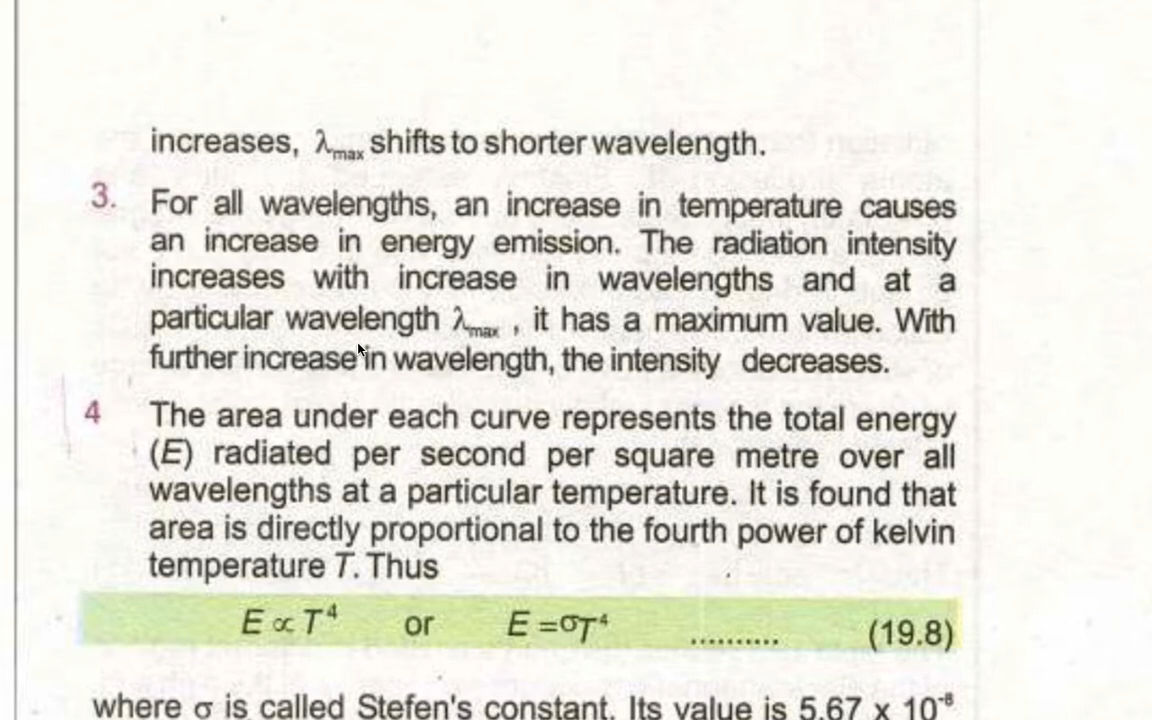 increases, λmax shifts to shorter wavelength.
3. For all wavelengths, an increase in temperature causes
an increase in energy emission. The radiation intensity
increases with increase in wavelengths and at a
particular wavelength λmax , it has a maximum value. With
further increase in wavelength, the intensity decreases.
4 The area under each curve represents the total energy
(E) radiated per second per square metre over all
wavelengths at a particular temperature. It is found that
area is directly proportional to the fourth power of kelvin
temperature T. Thus
E ∝ T⁴ or E =σT⁴ .......... (19.8)
where σ is called Stefen's constant. Its value is 5.67 x 10⁻⁸